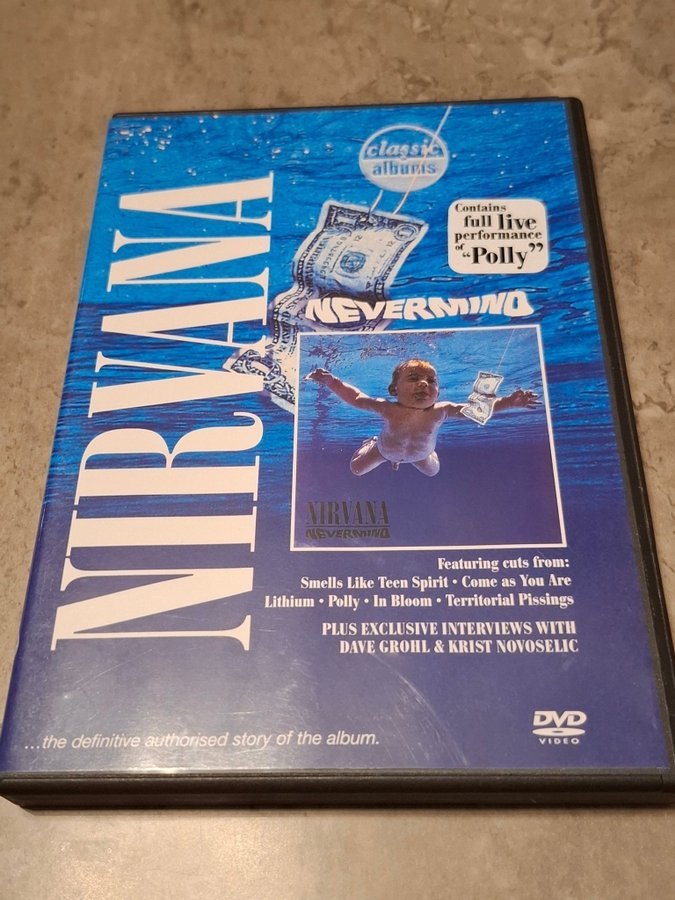 classic
albums
Contains
full live
performance
of "Polly"
NIRVANA
NEVERMIND
NIRVANA
NEVERMIND
Featuring cuts from:
Smells Like Teen Spirit • Come as You Are
Lithium • Polly • In Bloom • Territorial Pissings
PLUS EXCLUSIVE INTERVIEWS WITH
DAVE GROHL & KRIST NOVOSELIC
...the definitive authorised story of the album.
DVD
VIDEO